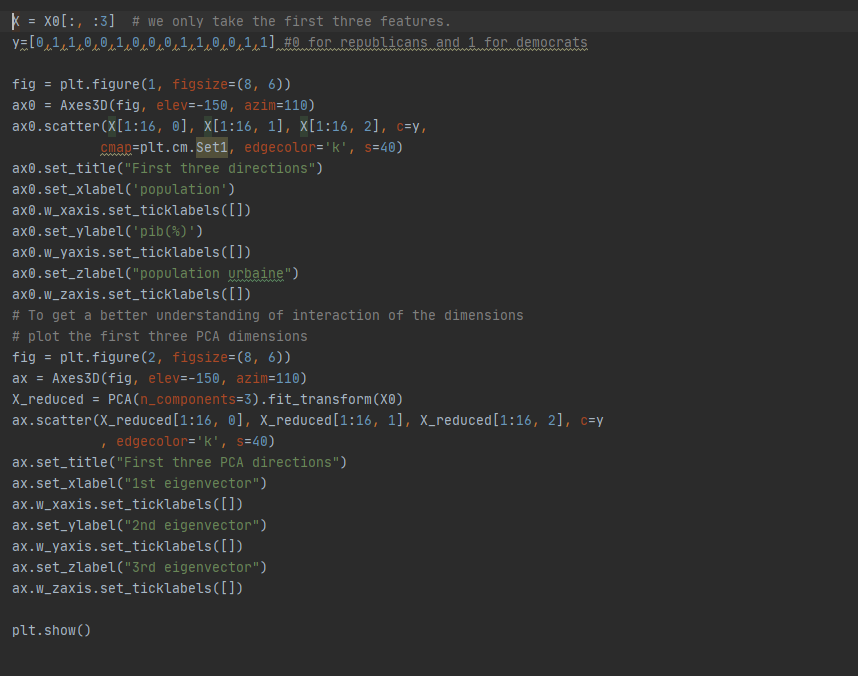 X = X0[:, :3]  # we only take the first three features.
y=[0,1,1,0,0,1,0,0,0,1,1,0,0,1,1] #0 for republicans and 1 for democrats
fig = plt.figure(1, figsize=(8, 6))
ax0 = Axes3D(fig, elev=-150, azim=110)
ax0.scatter(X[1:16, 0], X[1:16, 1], X[1:16, 2], c=y,
           cmap=plt.cm.Set1, edgecolor='k', s=40)
ax0.set_title("First three directions")
ax0.set_xlabel('population')
ax0.w_xaxis.set_ticklabels([])
ax0.set_ylabel('pib(%)')
ax0.w_yaxis.set_ticklabels([])
ax0.set_zlabel("population urbaine")
ax0.w_zaxis.set_ticklabels([])
# To get a better understanding of interaction of the dimensions
# plot the first three PCA dimensions
fig = plt.figure(2, figsize=(8, 6))
ax = Axes3D(fig, elev=-150, azim=110)
X_reduced = PCA(n_components=3).fit_transform(X0)
ax.scatter(X_reduced[1:16, 0], X_reduced[1:16, 1], X_reduced[1:16, 2], c=y
           , edgecolor='k', s=40)
ax.set_title("First three PCA directions")
ax.set_xlabel("1st eigenvector")
ax.w_xaxis.set_ticklabels([])
ax.set_ylabel("2nd eigenvector")
ax.w_yaxis.set_ticklabels([])
ax.set_zlabel("3rd eigenvector")
ax.w_zaxis.set_ticklabels([])
plt.show()